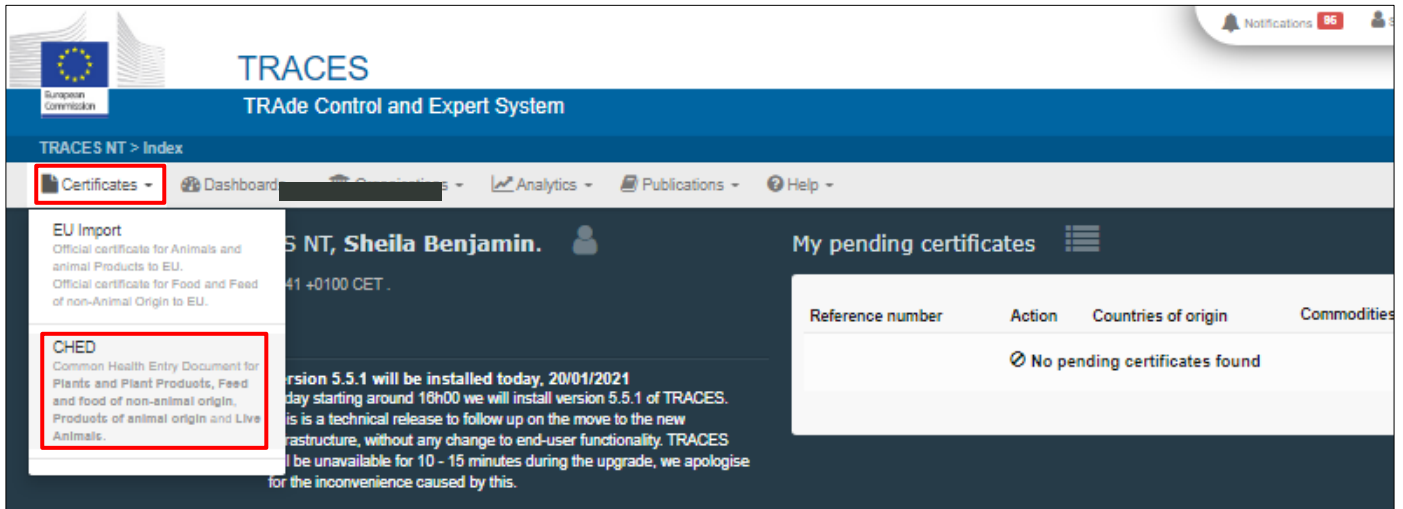 Notifications 95
European
Commission
TRACES
TRAde Control and Expert System
TRACES NT > Index
Certificates Dashboard Analytics Publications Help
EU Import
Official certificate for Animals and
animal Products to EU.
Official certificate for Food and Feed
of non-Animal Origin to EU.
CHED
Common Health Entry Document for
Plants and Plant Products, Feed
and food of non-animal origin,
Products of animal origin and Live
Animals.
S NT, Sheila Benjamin.
41 +0100 CET .
ersion 5.5.1 will be installed today, 20/01/2021
day starting around 16h00 we will install version 5.5.1 of TRACES.
is is a technical release to follow up on the move to the new
rastructure, without any change to end-user functionality. TRACES
l be unavailable for 10 - 15 minutes during the upgrade, we apologise
for the inconvenience caused by this.
My pending certificates
Reference number Action Countries of origin Commodities
No pending certificates found